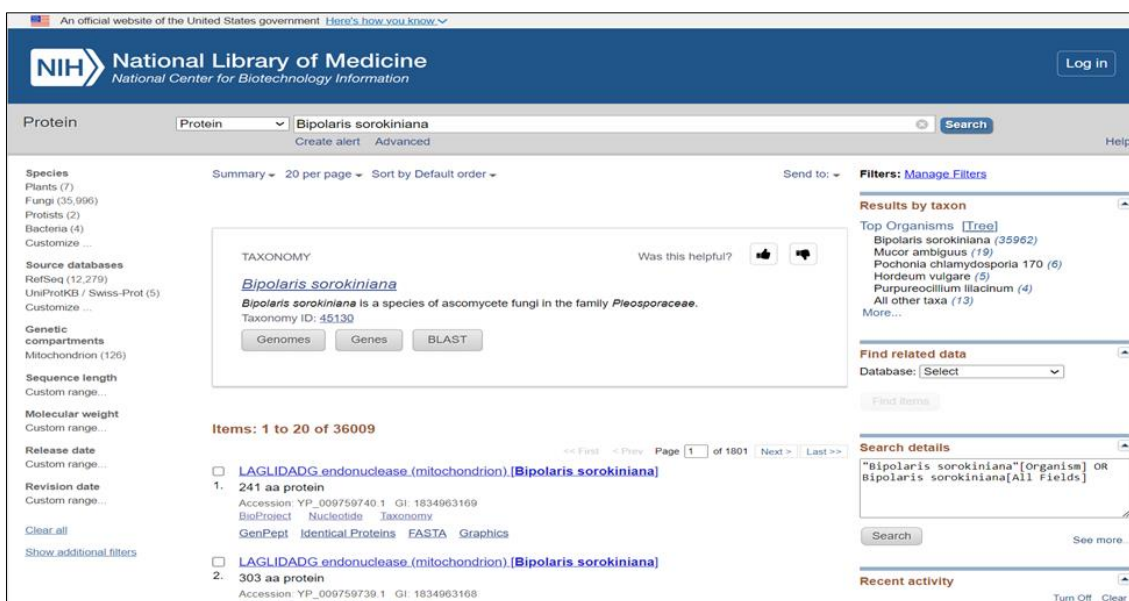 An official website of the United States government Here's how you know
NIH National Library of Medicine
National Center for Biotechnology Information
Log in
Protein
Protein
Bipolaris sorokiniana
Search
Create alert Advanced
Help
Species
Plants (7)
Fungi (35,996)
Protists (2)
Bacteria (4)
Customize ...
Source databases
RefSeq (12,279)
UniProtKB / Swiss-Prot (5)
Customize ...
Genetic
compartments
Mitochondrion (126)
Sequence length
Custom range...
Molecular weight
Custom range...
Release date
Custom range...
Revision date
Custom range...
Clear all
Show additional filters
Summary 20 per page Sort by Default order
Send to:
TAXONOMY
Was this helpful?
Bipolaris sorokiniana
Bipolaris sorokiniana is a species of ascomycete fungi in the family Pleosporaceae.
Taxonomy ID: 45130
Genomes Genes BLAST
Items: 1 to 20 of 36009
<< First < Prev Page 1 of 1801 Next > Last >>
LAGLIDADG endonuclease (mitochondrion) [Bipolaris sorokiniana]
1. 241 aa protein
Accession: YP_009759740.1 GI: 1834963169
BioProject Nucleotide Taxonomy
GenPept Identical Proteins FASTA Graphics
LAGLIDADG endonuclease (mitochondrion) [Bipolaris sorokiniana]
2. 303 aa protein
Accession: YP_009759739.1 GI: 1834963168
Filters: Manage Filters
Results by taxon
Top Organisms [Tree]
Bipolaris sorokiniana (35962)
Mucor ambiguus (19)
Pochonia chlamydosporia 170 (6)
Hordeum vulgare (5)
Purpureocillium lilacinum (4)
All other taxa (13)
More...
Find related data
Database: Select
Find items
Search details
"Bipolaris sorokiniana"[Organism] OR
Bipolaris sorokiniana[All Fields]
Search
See more...
Recent activity
Turn Off Clear